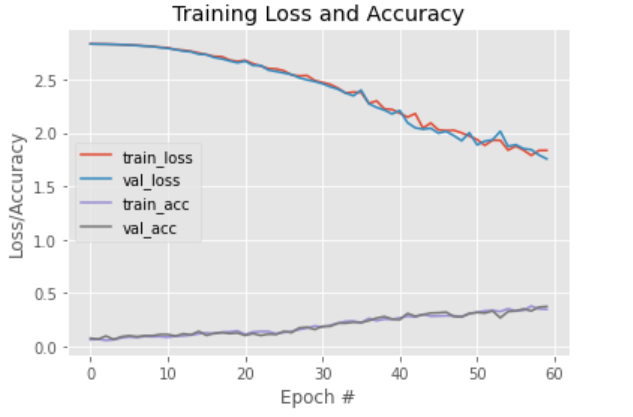 Training Loss and Accuracy
Loss/Accuracy
2.5
2.0
1.5
1.0
0.5
0.0
train_loss
val_loss
train_acc
val_acc
0 10 20 30 40 50 60
Epoch #